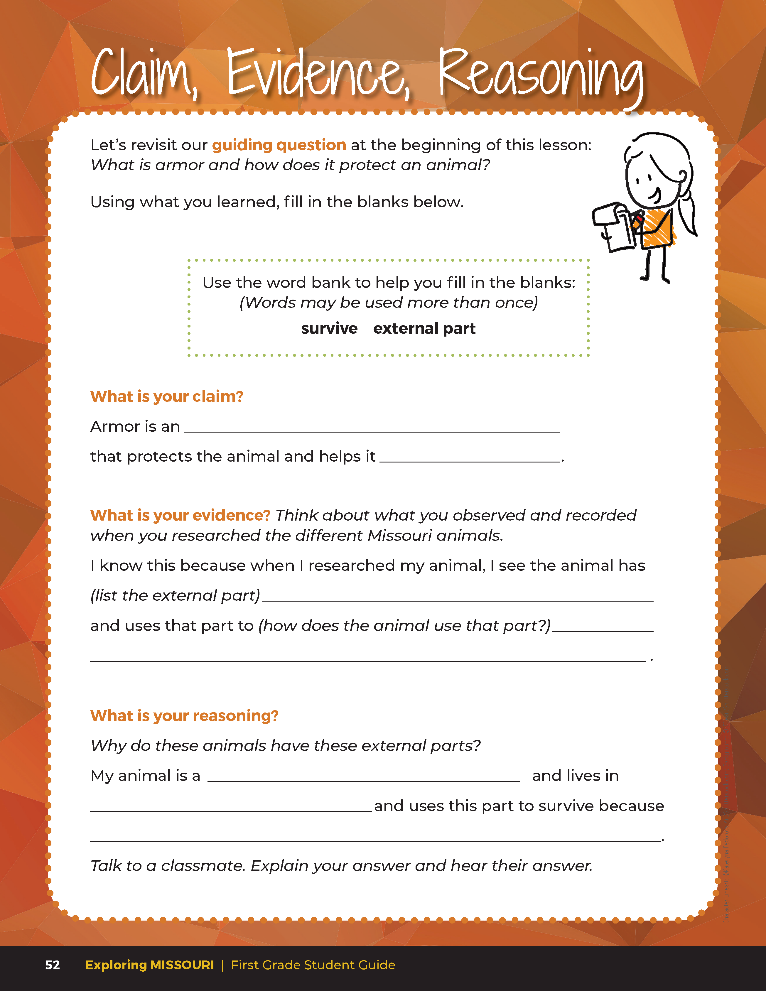 Claim, Evidence, Reasoning
Let's revisit our guiding question at the beginning of this lesson:
What is armor and how does it protect an animal?
Using what you learned, fill in the blanks below.
Use the word bank to help you fill in the blanks:
(Words may be used more than once)
survive external part
What is your claim?
Armor is an
that protects the animal and helps it .
What is your evidence? Think about what you observed and recorded
when you researched the different Missouri animals.
I know this because when I researched my animal, I see the animal has
(list the external part)
and uses that part to (how does the animal use that part?)
.
What is your reasoning?
Why do these animals have these external parts?
My animal is a and lives in
and uses this part to survive because
.
Talk to a classmate. Explain your answer and hear their answer.
52 Exploring MISSOURI | First Grade Student Guide